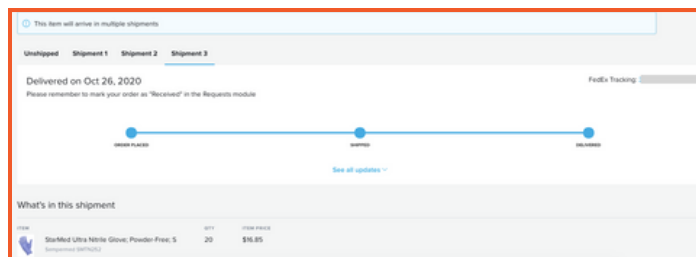 This item will arrive in multiple shipments
Unshipped Shipment 1 Shipment 2 Shipment 3
Delivered on Oct 26, 2020 FedEx Tracking:
Please remember to mark your order as "Received" in the Requests module
ORDER PLACED SHIPPED DELIVERED
See all updates
What's in this shipment
ITEM QTY ITEM PRICE
StarMed Ultra Nitrile Glove; Powder-Free; S 20 $16.85
Sempermed SMTN262